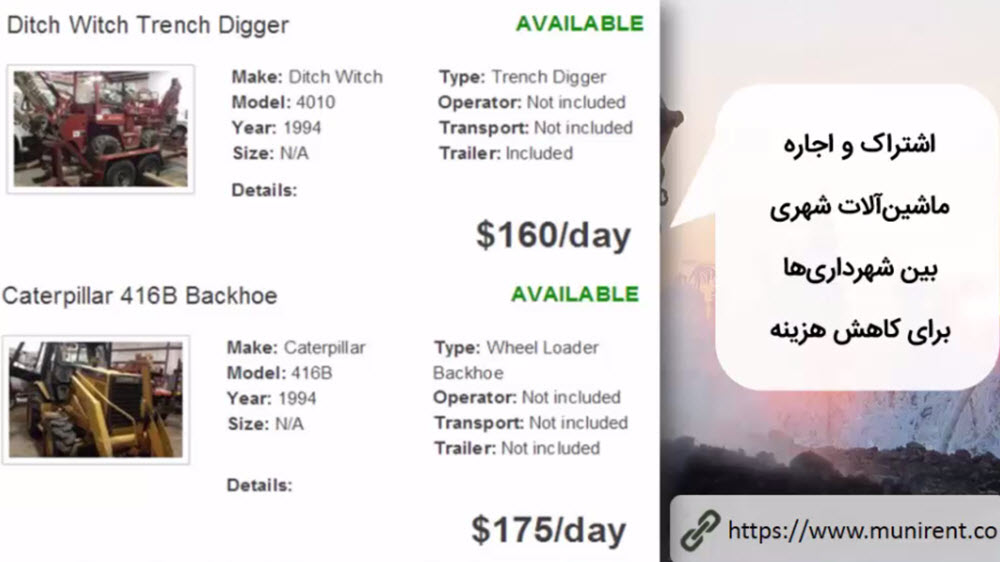 Ditch Witch Trench Digger
AVAILABLE
Make: Ditch Witch
Model: 4010
Year: 1994
Size: N/A
Details:
Type: Trench Digger
Operator: Not included
Transport: Not included
Trailer: Included
$160/day
Caterpillar 416B Backhoe
AVAILABLE
Make: Caterpillar
Model: 416B
Year: 1994
Size: N/A
Details:
Type: Wheel Loader
Backhoe
Operator: Not included
Transport: Not included
Trailer: Not included
$175/day
اشتراک و اجاره
ماشین‌آلات شهری
بین شهرداری‌ها
برای کاهش هزینه
https://www.munirent.co